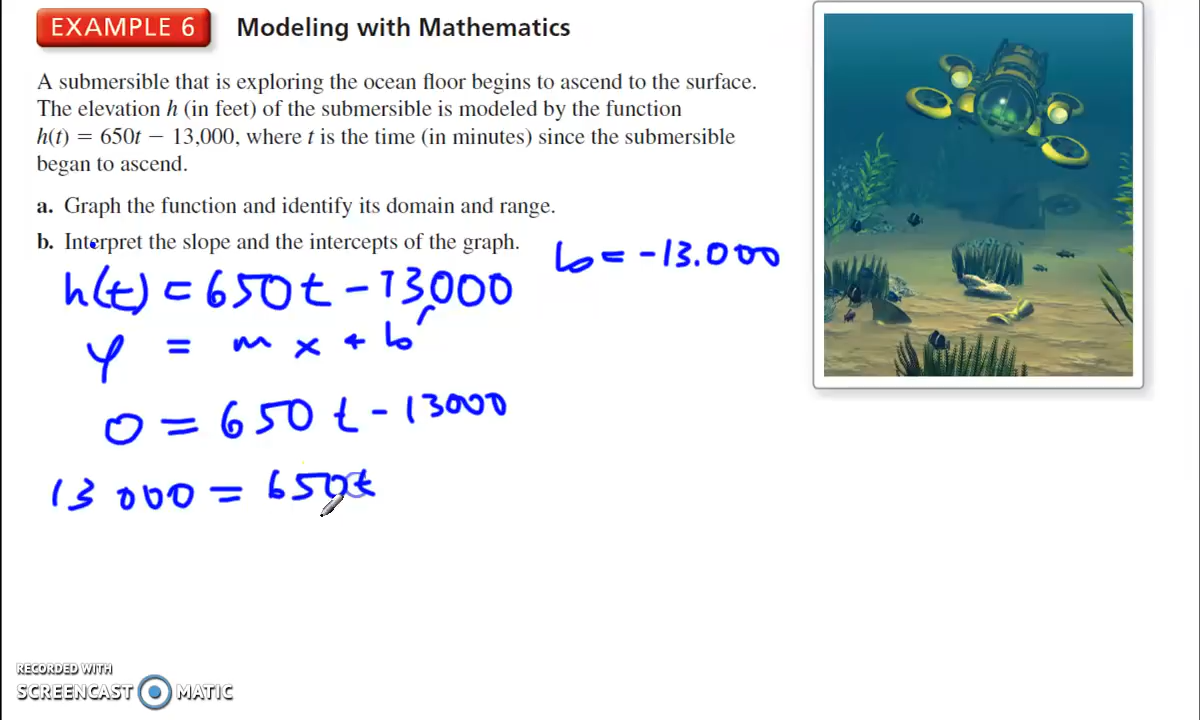 EXAMPLE 6 Modeling with Mathematics
A submersible that is exploring the ocean floor begins to ascend to the surface.
The elevation h (in feet) of the submersible is modeled by the function
h(t) = 650t − 13,000, where t is the time (in minutes) since the submersible
began to ascend.
a. Graph the function and identify its domain and range.
b. Interpret the slope and the intercepts of the graph.
b = -13.000
h(t) = 650t - 13000
y = m x + b
0 = 650 t - 13000
13 000 = 650t
RECORDED WITH
SCREENCAST MATIC